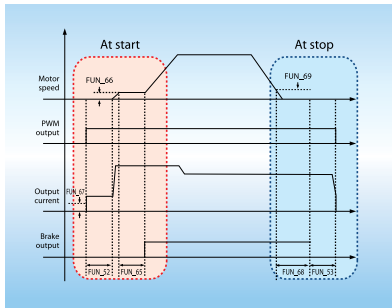 At start
At stop
Motor
speed
FUN_66
FUN_69
PWM
output
FUN_67
Output
current
Brake
output
FUN_52
FUN_65
FUN_68
FUN_53